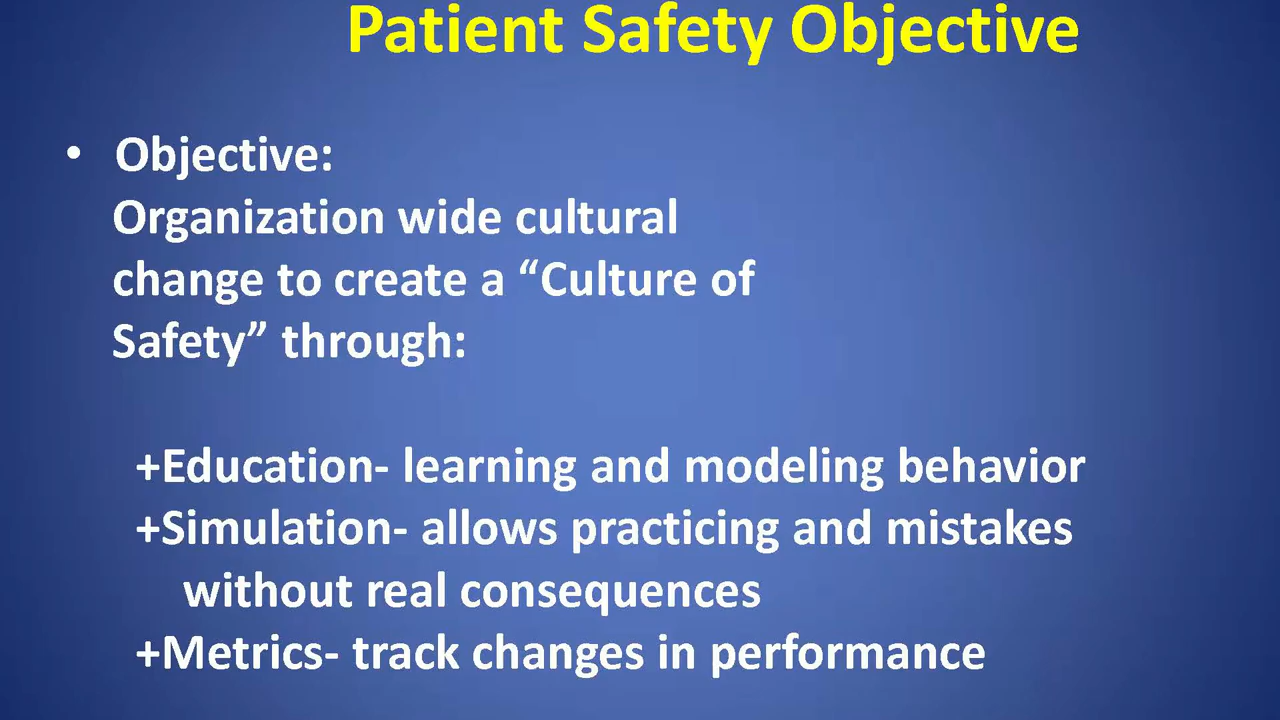 Patient Safety Objective
• Objective:
Organization wide cultural
change to create a “Culture of
Safety” through:
+Education- learning and modeling behavior
+Simulation- allows practicing and mistakes
without real consequences
+Metrics- track changes in performance